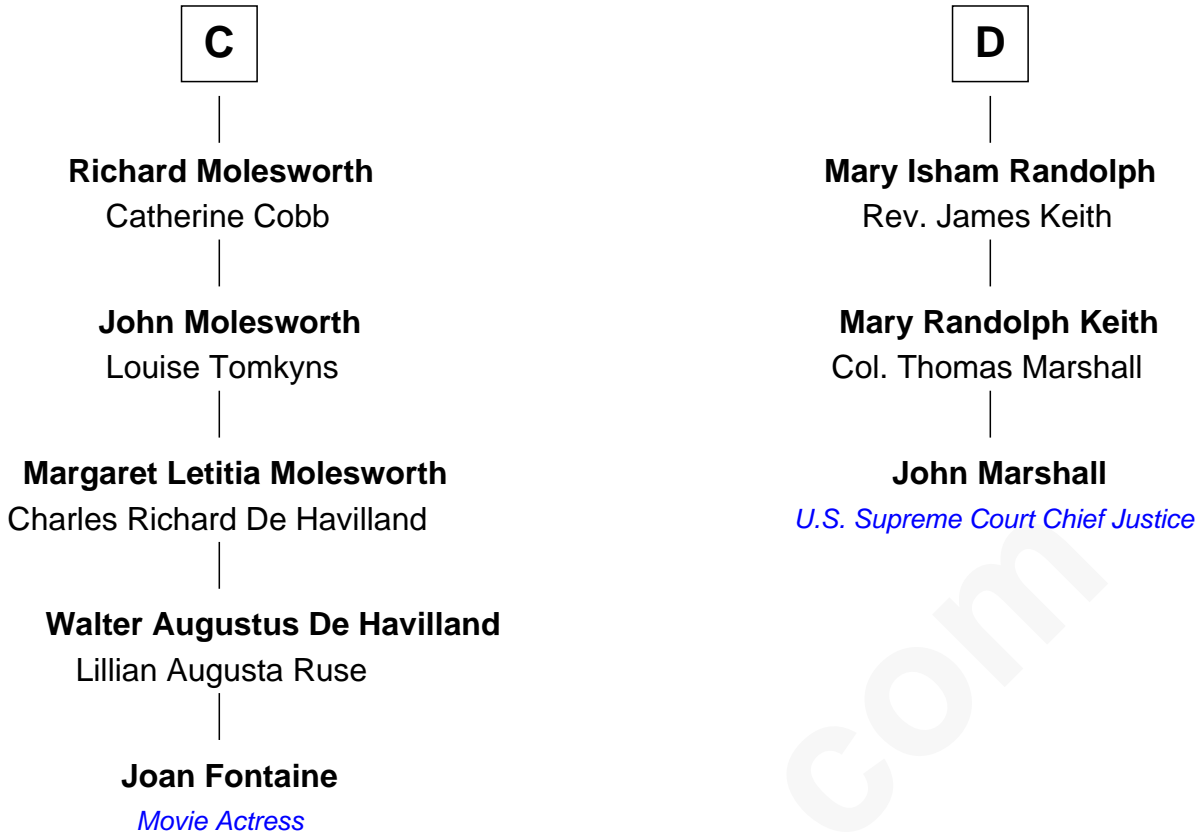 C
Richard Molesworth
Catherine Cobb
John Molesworth
Louise Tomkyns
Margaret Letitia Molesworth
Charles Richard De Havilland
Walter Augustus De Havilland
Lillian Augusta Ruse
Joan Fontaine
Movie Actress
D
Mary Isham Randolph
Rev. James Keith
Mary Randolph Keith
Col. Thomas Marshall
John Marshall
U.S. Supreme Court Chief Justice
com